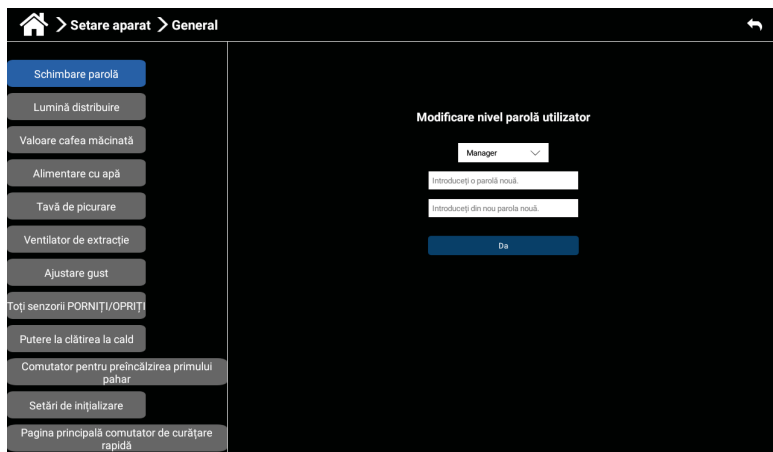 Setare aparat > General
Schimbare parolă
Lumină distribuire
Valoare cafea măcinată
Alimentare cu apă
Tavă de picurare
Ventilator de extracție
Ajustare gust
Toți senzorii PORNIȚI/OPRIȚI
Putere la clătirea la cald
Comutator pentru preîncălzirea primului
pahar
Setări de inițializare
Pagina principală comutator de curățare
rapidă
Modificare nivel parolă utilizator
Manager
Introduceți o parolă nouă.
Introduceți din nou parola nouă.
Da